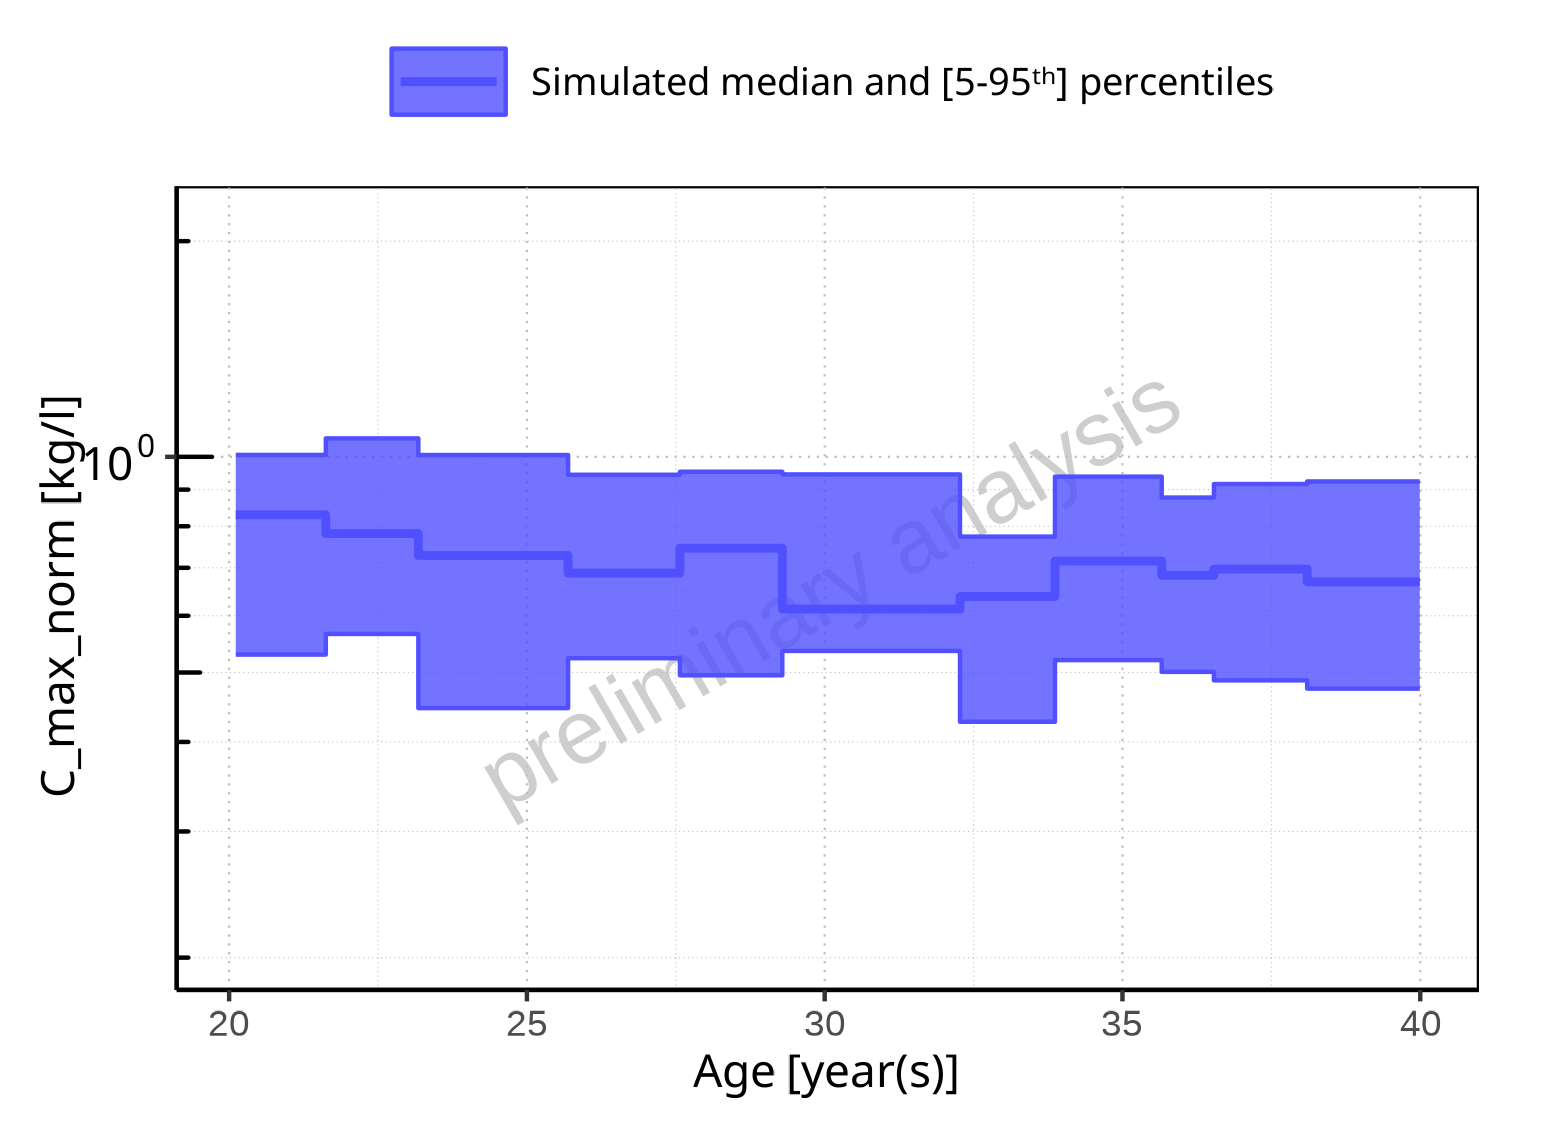 Simulated median and [5-95ᵗʰ] percentiles
C_max_norm [kg/l]
10⁰
preliminary analysis
20 25 30 35 40
Age [year(s)]